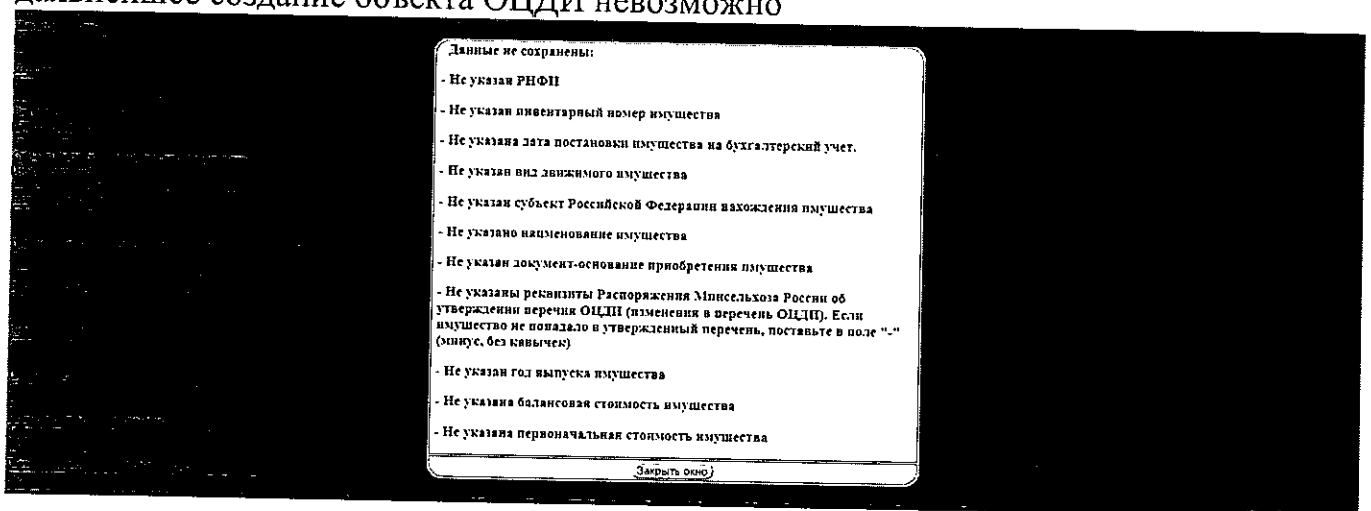 дальнейшее создание объекта ОЦДИ невозможно
Данные не сохранены:
- Не указан РНФИ
- Не указан инвентарный номер имущества
- Не указана дата постановки имущества на бухгалтерский учет.
- Не указан вид движимого имущества
- Не указан субъект Российской Федерации нахождения имущества
- Не указано наименование имущества
- Не указан документ-основание приобретения имущества
- Не указаны реквизиты Распоряжения Минсельхоза России об
утверждении перечня ОЦДИ (изменения в перечень ОЦДИ). Если
имущество не попадало в утвержденный перечень, поставьте в поле "-"
(минус, без кавычек)
- Не указан год выпуска имущества
- Не указана балансовая стоимость имущества
- Не указана первоначальная стоимость имущества
Закрыть окно